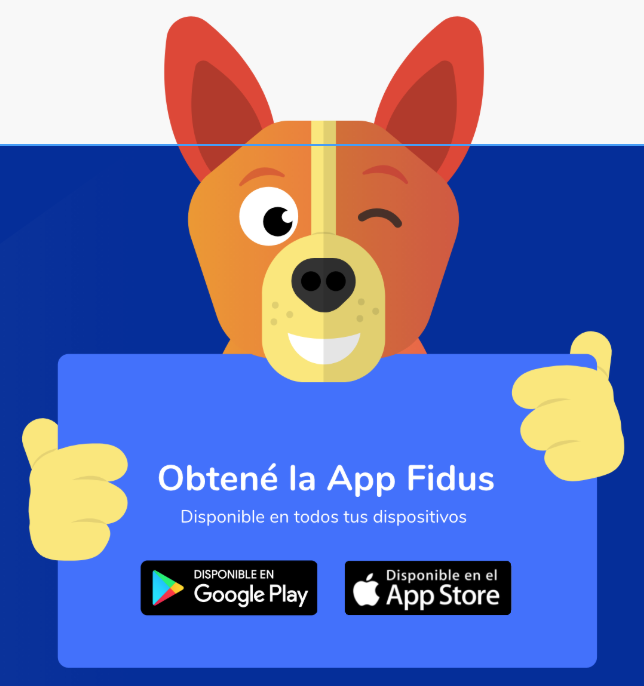 Obtené la App Fidus
Disponible en todos tus dispositivos
DISPONIBLE EN
Google Play
Disponible en el
App Store